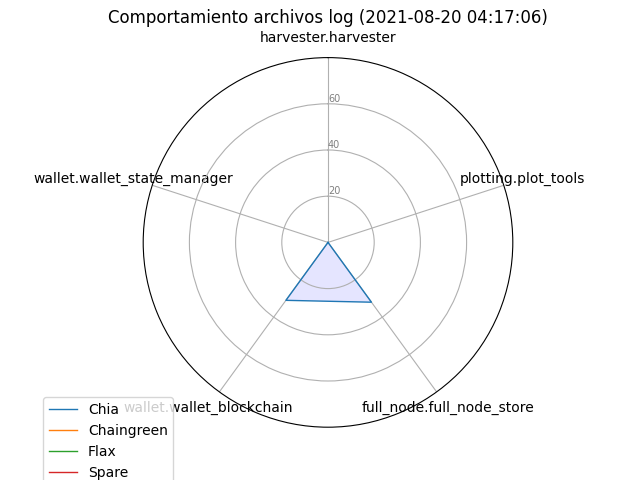 Comportamiento archivos log (2021-08-20 04:17:06)
harvester.harvester
60
40
20
wallet.wallet_state_manager
plotting.plot_tools
wallet.wallet_blockchain
full_node.full_node_store
Chia
Chaingreen
Flax
Spare